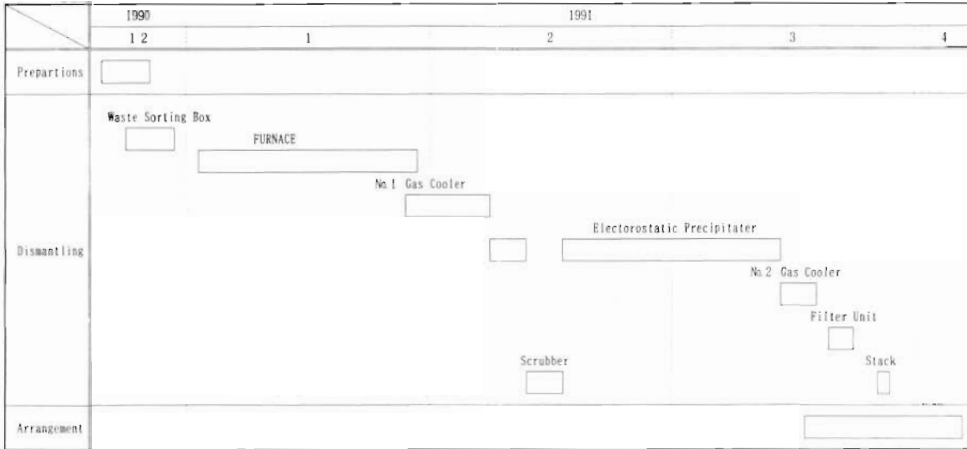 1990 1991
1 2 1 2 3 4
Prepartions
Waste Sorting Box
FURNACE
No.1 Gas Cooler
Electorostatic Precipitater
Dismantling
No.2 Gas Cooler
Filter Unit
Scrubber Stack
Arrangement